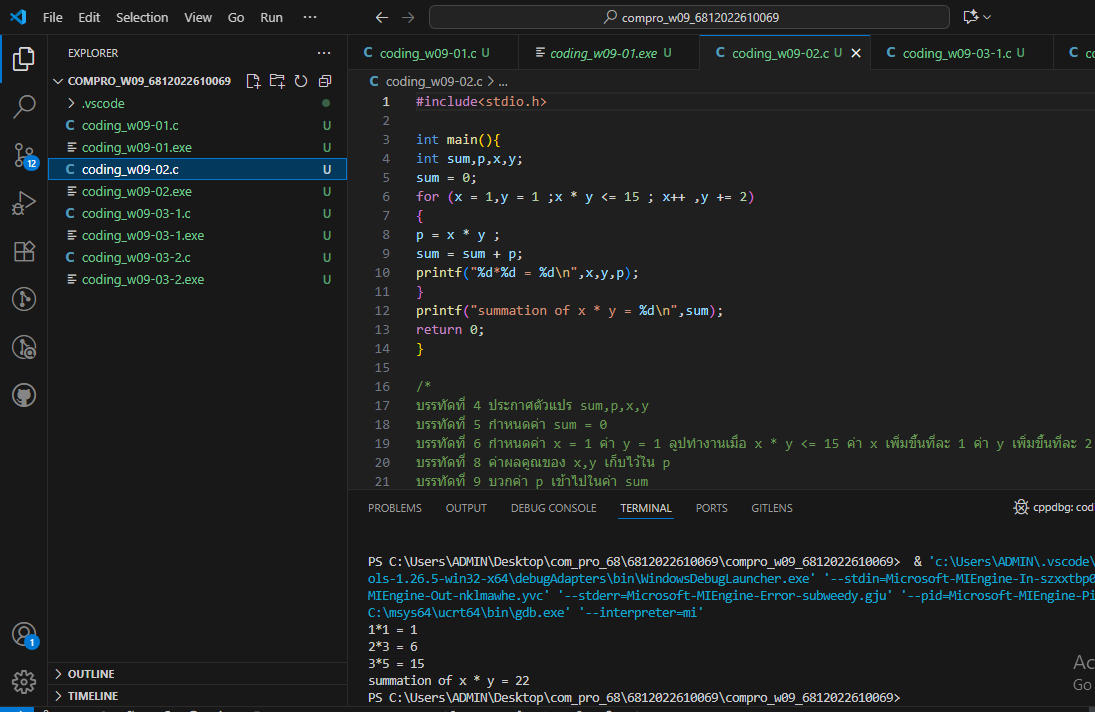 File Edit Selection View Go Run ···
compro_w09_6812022610069
EXPLORER ···
COMPRO_W09_6812022610069
.vscode
C coding_w09-01.c U
coding_w09-01.exe U
C coding_w09-02.c U
coding_w09-02.exe U
C coding_w09-03-1.c U
coding_w09-03-1.exe U
C coding_w09-03-2.c U
coding_w09-03-2.exe U
12
1
OUTLINE
TIMELINE
C coding_w09-01.c U
coding_w09-01.exe U
C coding_w09-02.c U
C coding_w09-03-1.c U
C co
C coding_w09-02.c > ...
1 #include<stdio.h>
2
3 int main(){
4 int sum,p,x,y;
5 sum = 0;
6 for (x = 1,y = 1 ;x * y <= 15 ; x++ ,y += 2)
7 {
8 p = x * y ;
9 sum = sum + p;
10 printf("%d*%d = %d\n",x,y,p);
11 }
12 printf("summation of x * y = %d\n",sum);
13 return 0;
14 }
15
16 /*
17 บรรทัดที่ 4 ประกาศตัวแปร sum,p,x,y
18 บรรทัดที่ 5 กำหนดค่า sum = 0
19 บรรทัดที่ 6 กำหนดค่า x = 1 ค่า y = 1 ลูปทำงานเมื่อ x * y <= 15 ค่า x เพิ่มขึ้นทีละ 1 ค่า y เพิ่มขึ้นทีละ 2
20 บรรทัดที่ 8 ค่าผลคูณของ x,y เก็บไว้ใน p
21 บรรทัดที่ 9 บวกค่า p เข้าไปในค่า sum
PROBLEMS OUTPUT DEBUG CONSOLE TERMINAL PORTS GITLENS
cppdbg: cod
PS C:\Users\ADMIN\Desktop\com_pro_68\6812022610069\compro_w09_6812022610069> & 'c:\Users\ADMIN\.vscode\
ols-1.26.5-win32-x64\debugAdapters\bin\WindowsDebugLauncher.exe' '--stdin=Microsoft-MIEngine-In-szxxtbp0
MIEngine-Out-nklmawhe.yvc' '--stderr=Microsoft-MIEngine-Error-subweedy.gju' '--pid=Microsoft-MIEngine-Pi
C:\msys64\ucrt64\bin\gdb.exe' '--interpreter=mi'
1*1 = 1
2*3 = 6
3*5 = 15
summation of x * y = 22
PS C:\Users\ADMIN\Desktop\com_pro_68\6812022610069\compro_w09_6812022610069>
Ac
Go